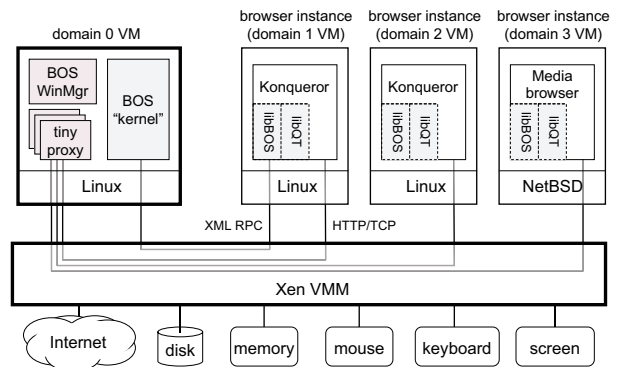 domain 0 VM
browser instance
(domain 1 VM)
browser instance
(domain 2 VM)
browser instance
(domain 3 VM)
BOS
WinMgr
tiny
proxy
BOS
“kernel”
Linux
Konqueror
libBOS
libQT
Linux
Konqueror
libBOS
libQT
Linux
Media
browser
libBOS
libQT
NetBSD
XML RPC
HTTP/TCP
Xen VMM
Internet
disk
memory
mouse
keyboard
screen